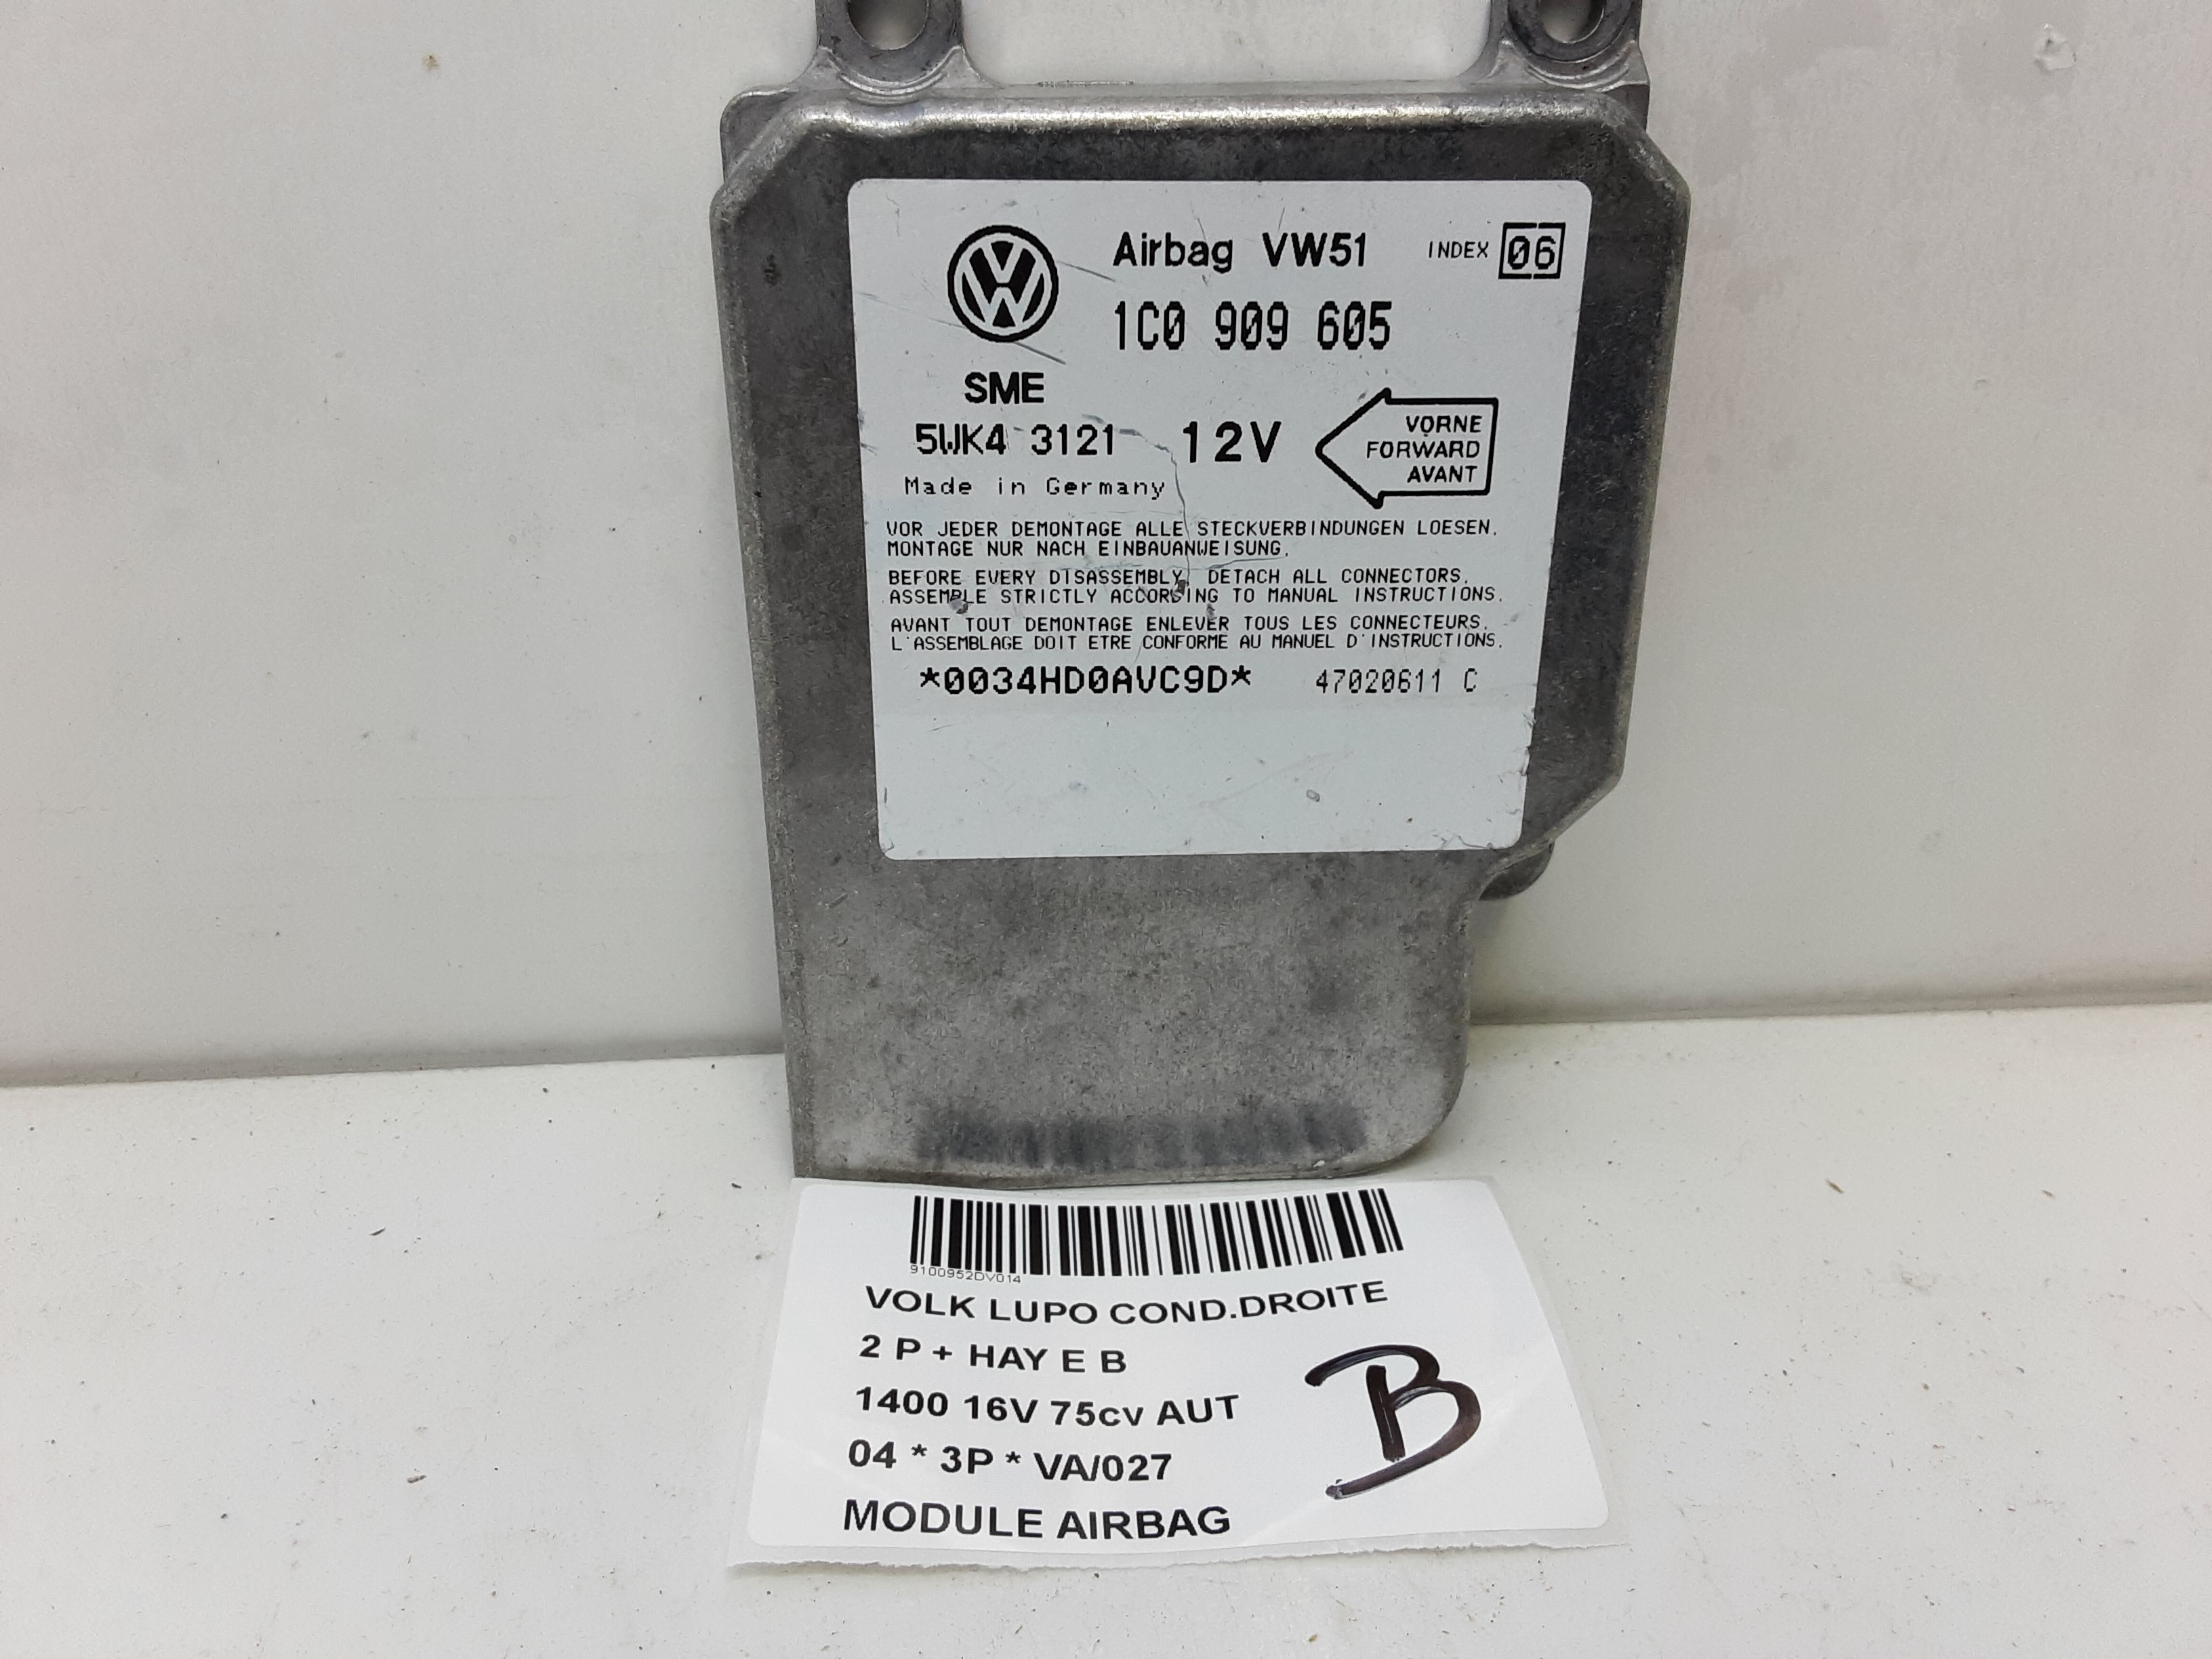 Airbag VW51 INDEX 06
1C0 909 605
SME
5WK4 3121 12V
VORNE
FORWARD
AVANT
Made in Germany
VOR JEDER DEMONTAGE ALLE STECKVERBINDUNGEN LOESEN.
MONTAGE NUR NACH EINBAUANWEISUNG.
BEFORE EVERY DISASSEMBLY, DETACH ALL CONNECTORS.
ASSEMBLE STRICTLY ACCORDING TO MANUAL INSTRUCTIONS.
AVANT TOUT DEMONTAGE ENLEVER TOUS LES CONNECTEURS.
L'ASSEMBLAGE DOIT ETRE CONFORME AU MANUEL D'INSTRUCTIONS.
*0034HD0AVC9D* 47020611 C
9100952DV014
VOLK LUPO COND.DROITE
2 P + HAY E B
1400 16V 75cv AUT
04 * 3P * VA/027
MODULE AIRBAG
B